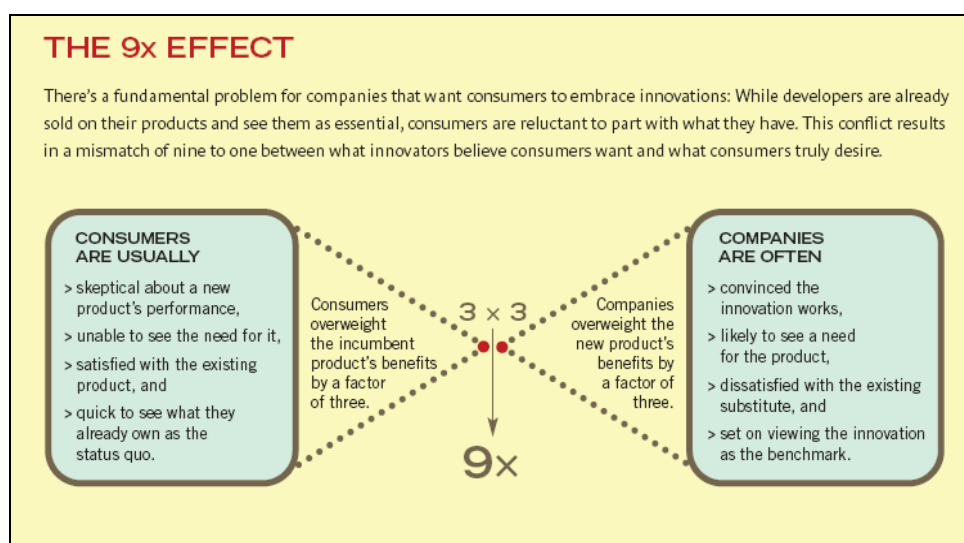 THE 9x EFFECT
There's a fundamental problem for companies that want consumers to embrace innovations: While developers are already
sold on their products and see them as essential, consumers are reluctant to part with what they have. This conflict results
in a mismatch of nine to one between what innovators believe consumers want and what consumers truly desire.
CONSUMERS
ARE USUALLY
> skeptical about a new
product's performance,
> unable to see the need for it,
> satisfied with the existing
product, and
> quick to see what they
already own as the
status quo.
Consumers
overweight
the incumbent
product's benefits
by a factor
of three.
3 × 3
9×
Companies
overweight the
new product's
benefits by
a factor of
three.
COMPANIES
ARE OFTEN
> convinced the
innovation works,
> likely to see a need
for the product,
> dissatisfied with the existing
substitute, and
> set on viewing the innovation
as the benchmark.